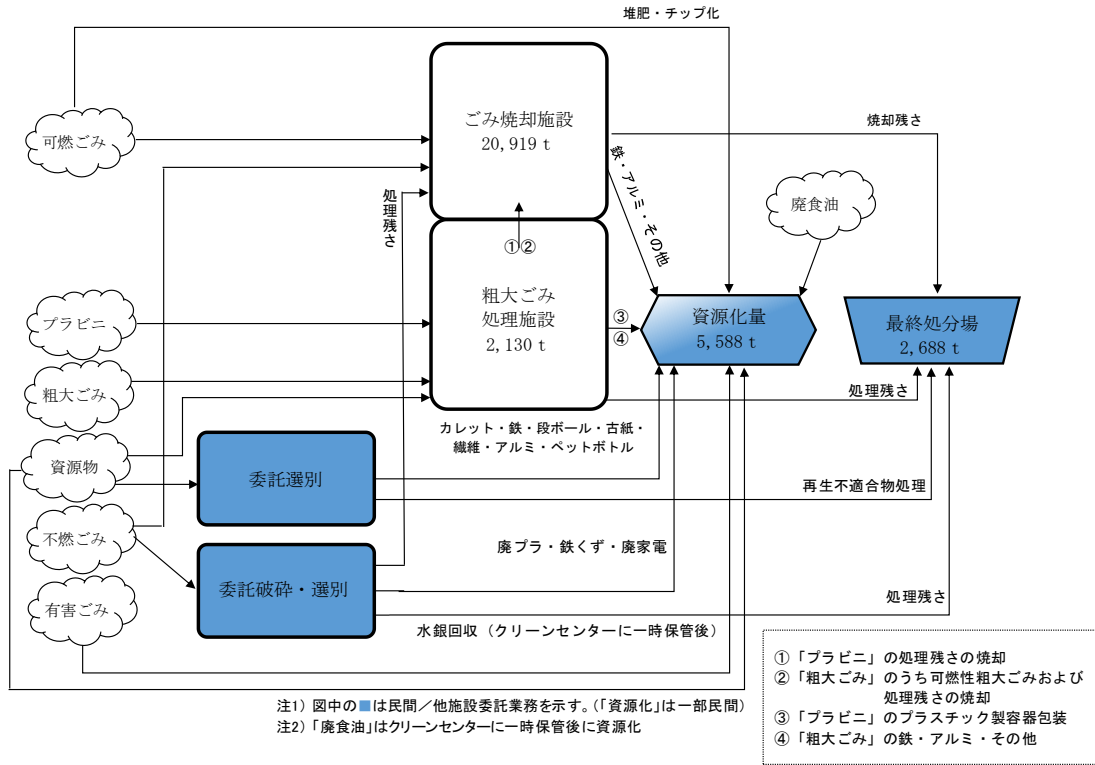 堆肥・チップ化
ごみ焼却施設
20,919 t
焼却残さ
可燃ごみ
鉄・アルミ・その他
処理残さ
廃食油
①②
粗大ごみ
処理施設
2,130 t
プラビニ
③
④
資源化量
5,588 t
最終処分場
2,688 t
粗大ごみ
処理残さ
カレット・鉄・段ボール・古紙・
繊維・アルミ・ペットボトル
資源物
委託選別
再生不適合物処理
不燃ごみ
廃プラ・鉄くず・廃家電
委託破砕・選別
有害ごみ
処理残さ
水銀回収（クリーンセンターに一時保管後）
①「プラビニ」の処理残さの焼却
②「粗大ごみ」のうち可燃性粗大ごみおよび
処理残さの焼却
③「プラビニ」のプラスチック製容器包装
④「粗大ごみ」の鉄・アルミ・その他
注1）図中の■は民間／他施設委託業務を示す。（「資源化」は一部民間）
注2）「廃食油」はクリーンセンターに一時保管後に資源化